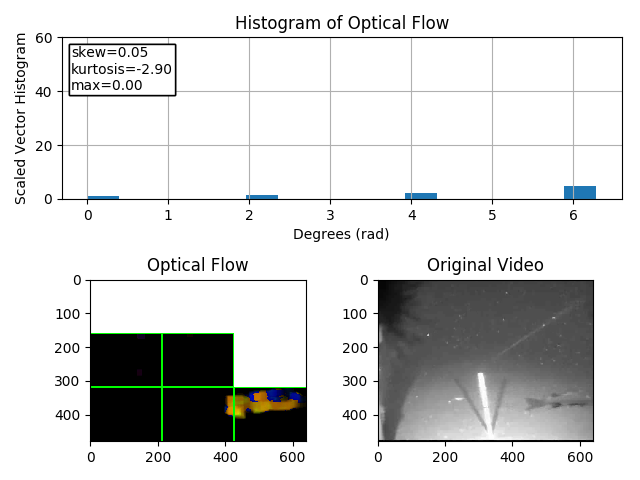 Histogram of Optical Flow
Scaled Vector Histogram
60
40
20
0
skew=0.05
kurtosis=-2.90
max=0.00
0 1 2 3 4 5 6
Degrees (rad)
Optical Flow
0
100
200
300
400
0 200 400 600
Original Video
0
100
200
300
400
0 200 400 600